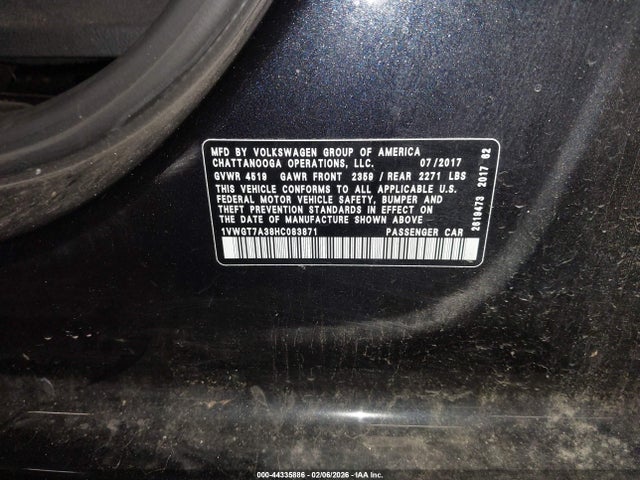 MFD BY VOLKSWAGEN GROUP OF AMERICA
CHATTANOOGA OPERATIONS, LLC. 07/2017
GVWR 4519 GAWR FRONT 2359 / REAR 2271 LBS
THIS VEHICLE CONFORMS TO ALL APPLICABLE U.S.
FEDERAL MOTOR VEHICLE SAFETY, BUMPER AND
THEFT PREVENTION STANDARDS IN EFFECT ON
THE DATE OF MANUFACTURE SHOWN ABOVE
1VWGT7A38HC083871 PASSENGER CAR
2619473 2017 02
000-44335886 - 02/06/2026 - IAA Inc.